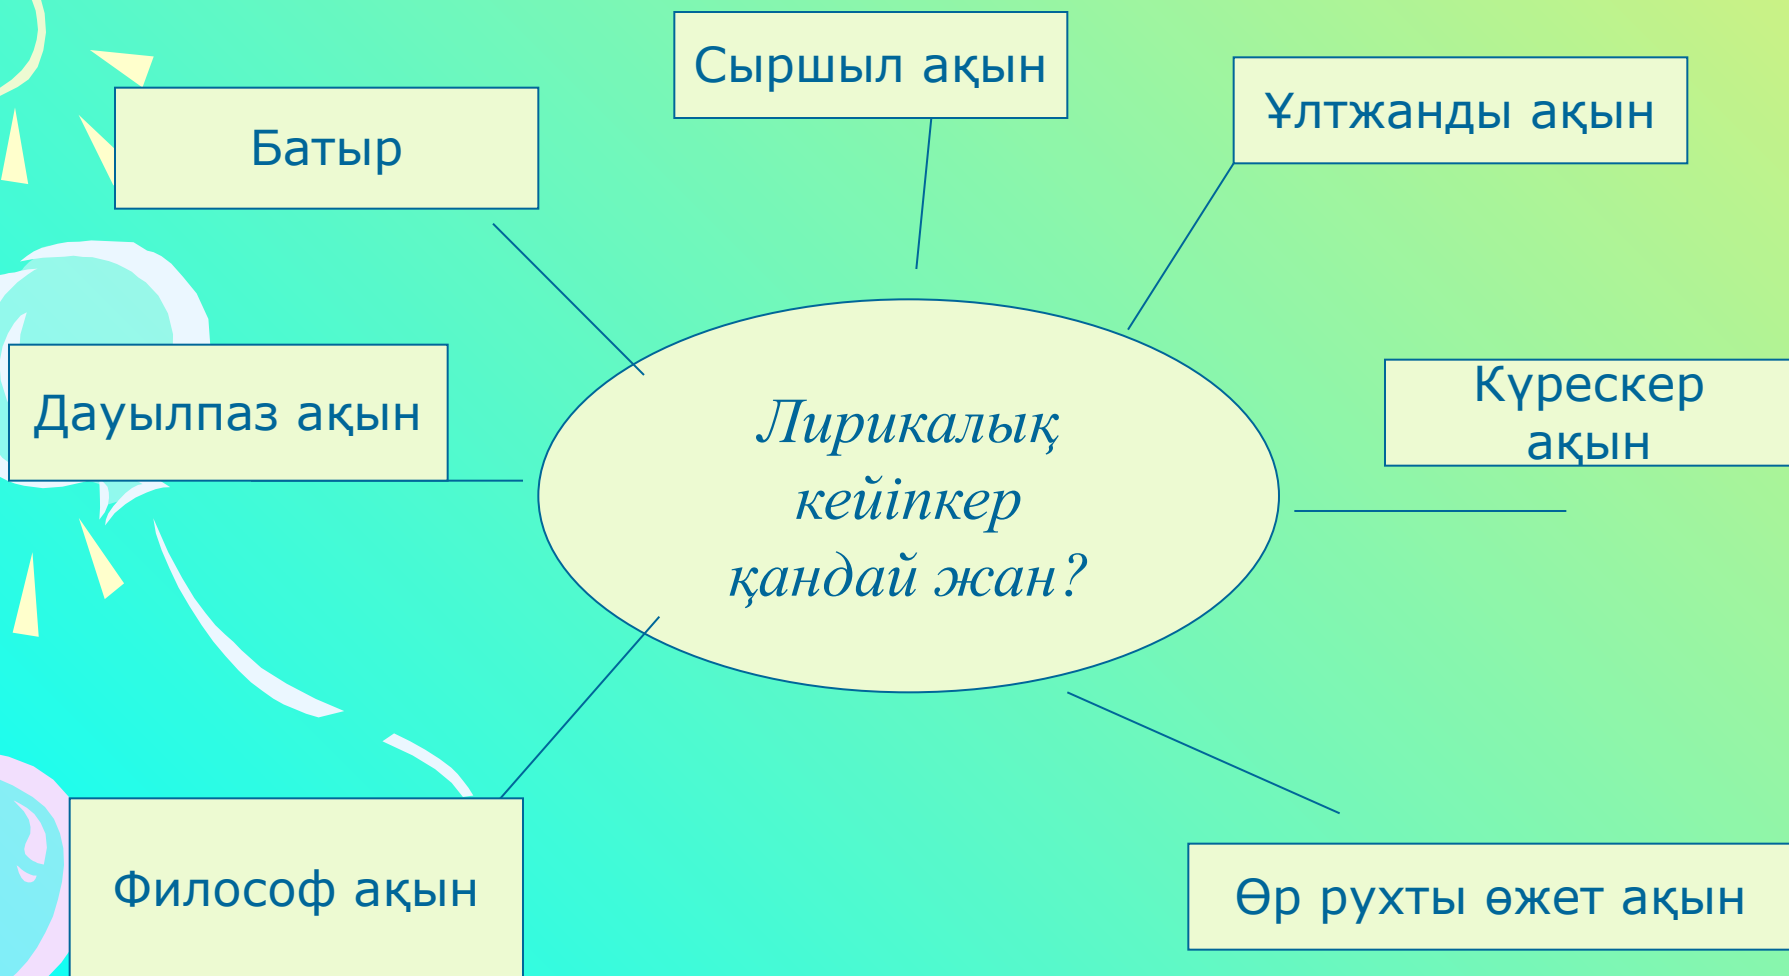 Сыршыл ақын
Ұлтжанды ақын
Батыр
Күрескер
ақын
Дауылпаз ақын
Лирикалық
кейіпкер
қандай жан?
Философ ақын
Өр рухты өжет ақын